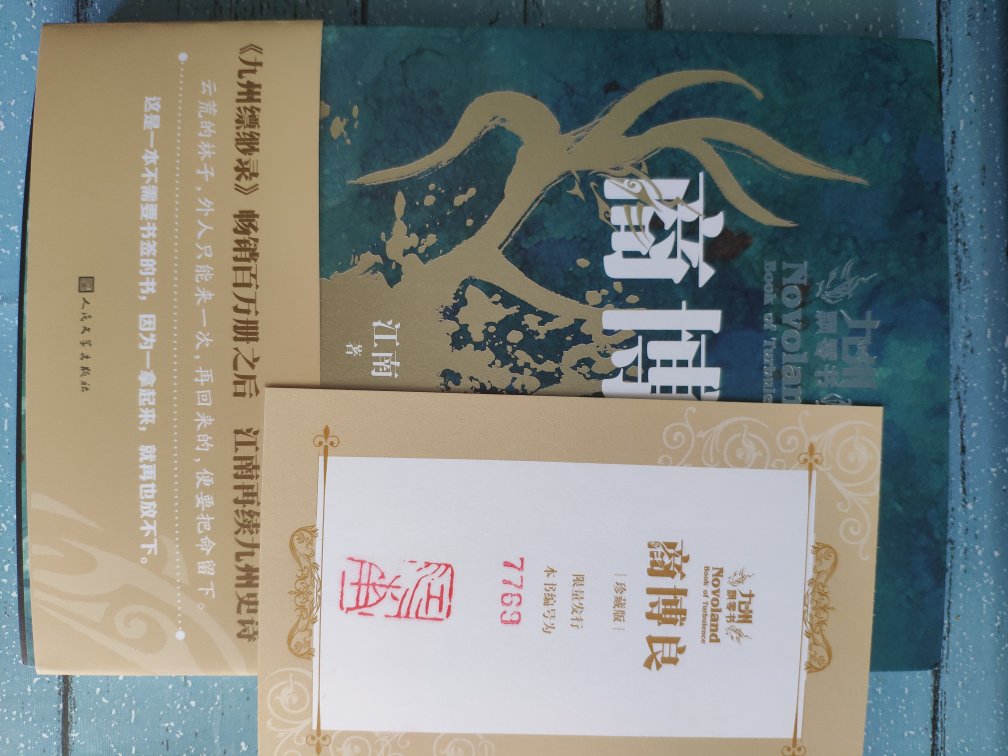 九州
飘零书
Novolan
Book of Turbule
商博
江南
著
《九州缥缈录》畅销百万册之后 江南再续九州史诗
云荒的林子，外人只能来一次，再回来的，便要把命留下。
这是一本不需要书签的书，因为一拿起来，就再也放不下。
人民文学出版社
九州
飘零书
Novoland
Book of Turbulence
商博良
珍藏版
限量发行
本书编号为
7769
江南